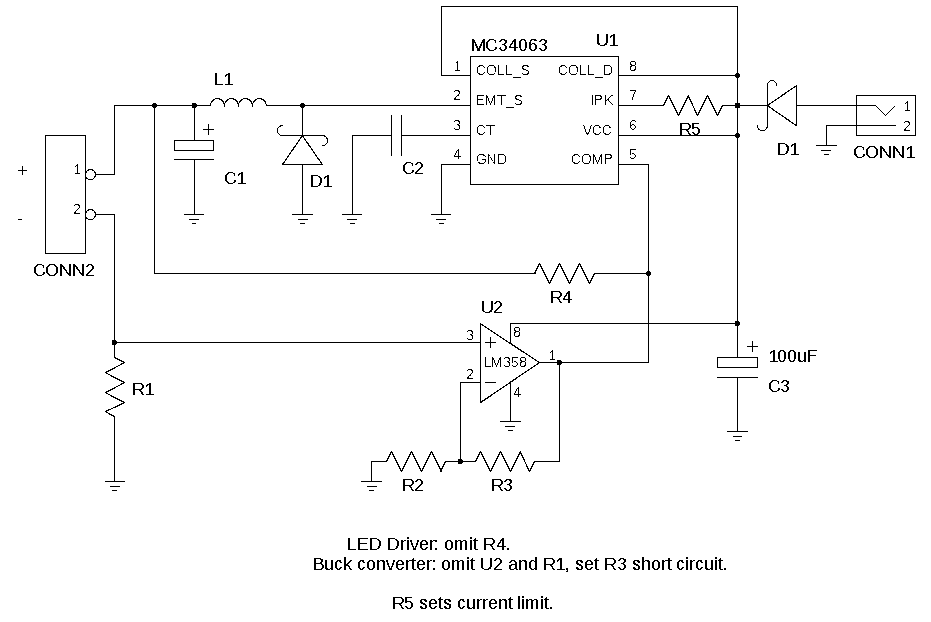 MC34063 U1
1 COLL_S COLL_D 8
L1
2 EMT_S IPK 7
R5
3 CT VCC 6
4 GND COMP 5
+
C1
D1
C2
D1
1
2
CONN1
+
-
1
2
CONN2
R4
U2
3 + 8
LM358 1
2 − 4
+ 100uF
C3
R1
R2 R3
LED Driver: omit R4.
Buck converter: omit U2 and R1, set R3 short circuit.
R5 sets current limit.